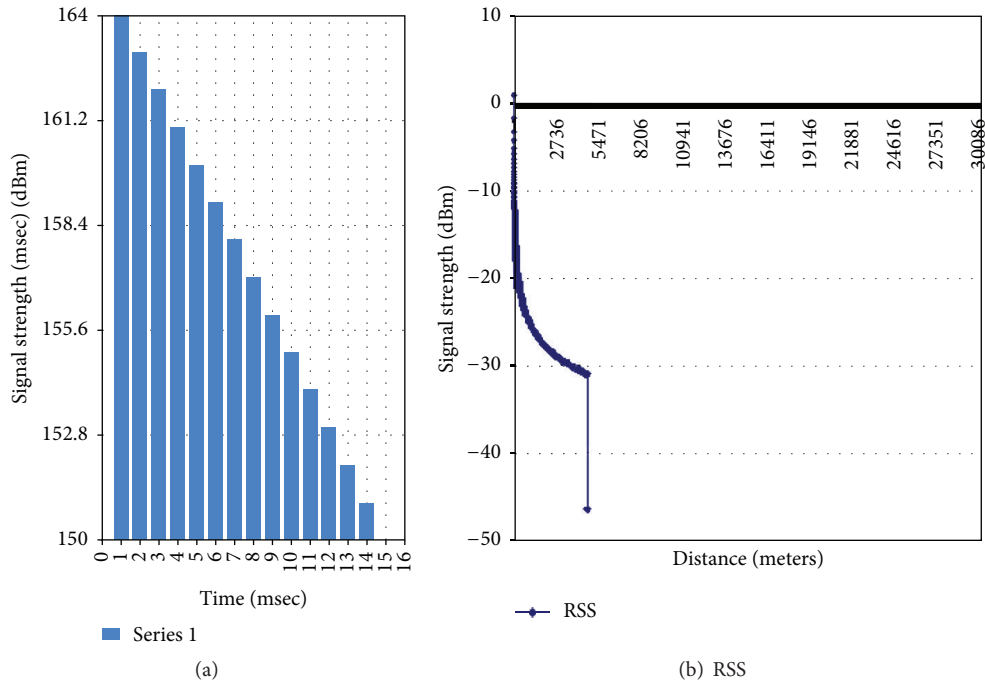 164
161.2
158.4
155.6
152.8
150
Signal strength (msec) (dBm)
0 1 2 3 4 5 6 7 8 9 10 11 12 13 14 15 16
Time (msec)
Series 1
(a)
10
0
−10
−20
−30
−40
−50
Signal strength (dBm)
2736 5471 8206 10941 13676 16411 19146 21881 24616 27351 30086
Distance (meters)
RSS
(b) RSS